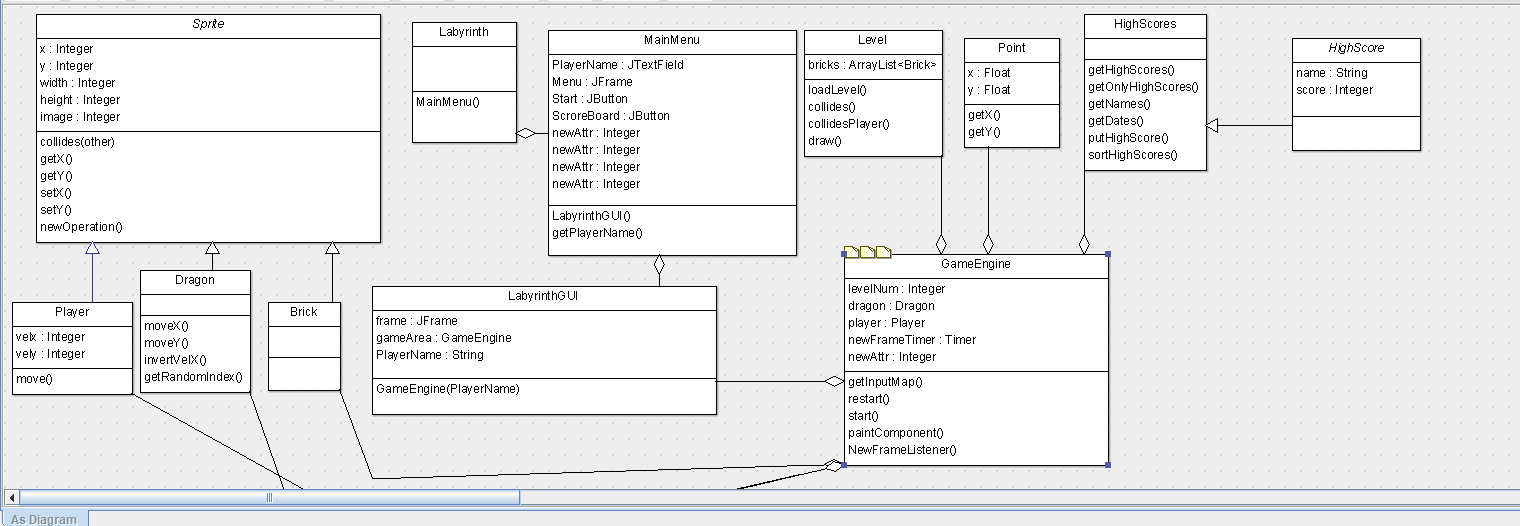 Sprite
x : Integer
y : Integer
width : Integer
height : Integer
image : Integer
collides(other)
getX()
getY()
setX()
setY()
newOperation()
Labyrinth
MainMenu()
MainMenu
PlayerName : JTextField
Menu : JFrame
Start : JButton
ScroreBoard : JButton
newAttr : Integer
newAttr : Integer
newAttr : Integer
newAttr : Integer
LabyrinthGUI()
getPlayerName()
Level
bricks : ArrayList<Brick>
loadLevel()
collides()
collidesPlayer()
draw()
Point
x : Float
y : Float
getX()
getY()
HighScores
getHighScores()
getOnlyHighScores()
getNames()
getDates()
putHighScore()
sortHighScores()
HighScore
name : String
score : Integer
Player
velx : Integer
vely : Integer
move()
Dragon
moveX()
moveY()
invertVelX()
getRandomIndex()
Brick
LabyrinthGUI
frame : JFrame
gameArea : GameEngine
PlayerName : String
GameEngine(PlayerName)
GameEngine
levelNum : Integer
dragon : Dragon
player : Player
newFrameTimer : Timer
newAttr : Integer
getInputMap()
restart()
start()
paintComponent()
NewFrameListener()
As Diagram